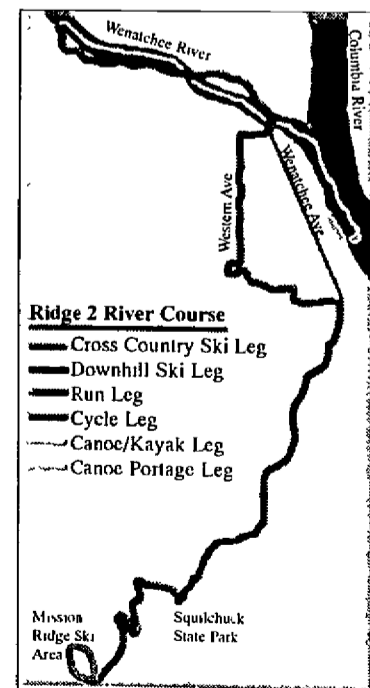 Wenatchee River
Columbia River
Western Ave
Wenatchee Ave
Ridge 2 River Course
Cross Country Ski Leg
Downhill Ski Leg
Run Leg
Cycle Leg
Canoe/Kayak Leg
Canoe Portage Leg
Mission
Ridge Ski
Area
Squilchuck
State Park